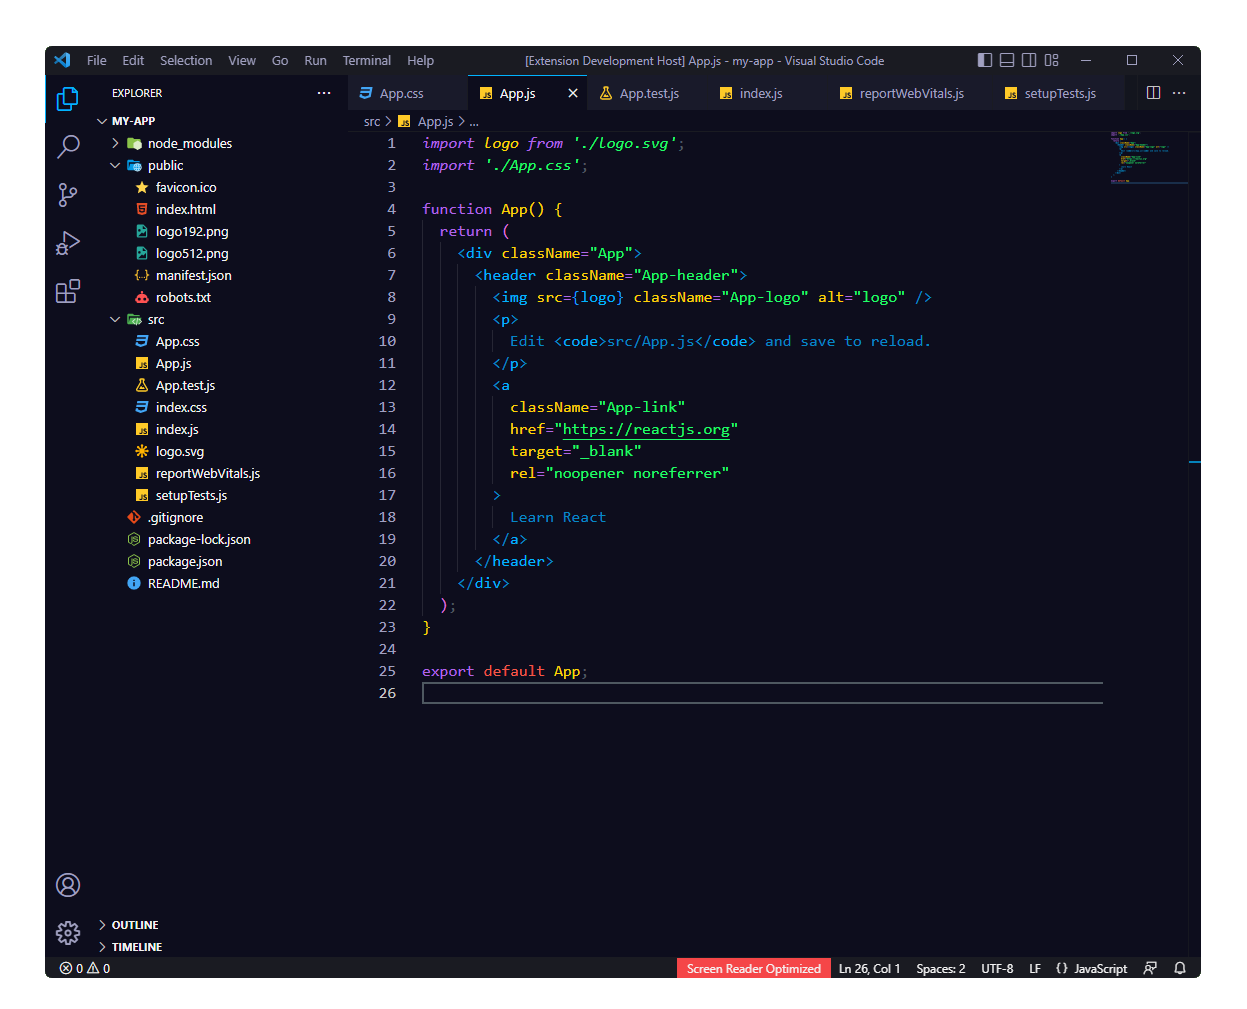 File Edit Selection View Go Run Terminal Help [Extension Development Host] App.js - my-app - Visual Studio Code
EXPLORER
MY-APP
node_modules
public
favicon.ico
index.html
logo192.png
logo512.png
manifest.json
robots.txt
src
App.css
App.js
App.test.js
index.css
index.js
logo.svg
reportWebVitals.js
setupTests.js
.gitignore
package-lock.json
package.json
README.md
OUTLINE
TIMELINE
App.css App.js App.test.js index.js reportWebVitals.js setupTests.js
src > App.js > ...
1 import logo from './logo.svg';
2 import './App.css';
3
4 function App() {
5 return (
6 <div className="App">
7 <header className="App-header">
8 <img src={logo} className="App-logo" alt="logo" />
9 <p>
10 Edit <code>src/App.js</code> and save to reload.
11 </p>
12 <a
13 className="App-link"
14 href="https://reactjs.org"
15 target="_blank"
16 rel="noopener noreferrer"
17 >
18 Learn React
19 </a>
20 </header>
21 </div>
22 );
23 }
24
25 export default App;
26
0 0 Screen Reader Optimized Ln 26, Col 1 Spaces: 2 UTF-8 LF {} JavaScript